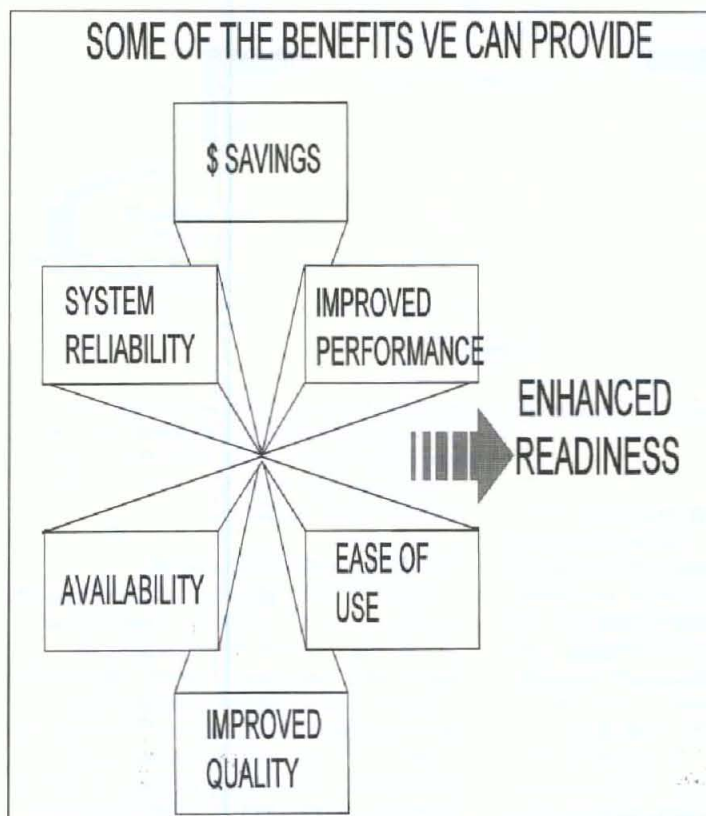 SOME OF THE BENEFITS VE CAN PROVIDE
$ SAVINGS
SYSTEM
RELIABILITY
IMPROVED
PERFORMANCE
ENHANCED
READINESS
AVAILABILITY
EASE OF
USE
IMPROVED
QUALITY